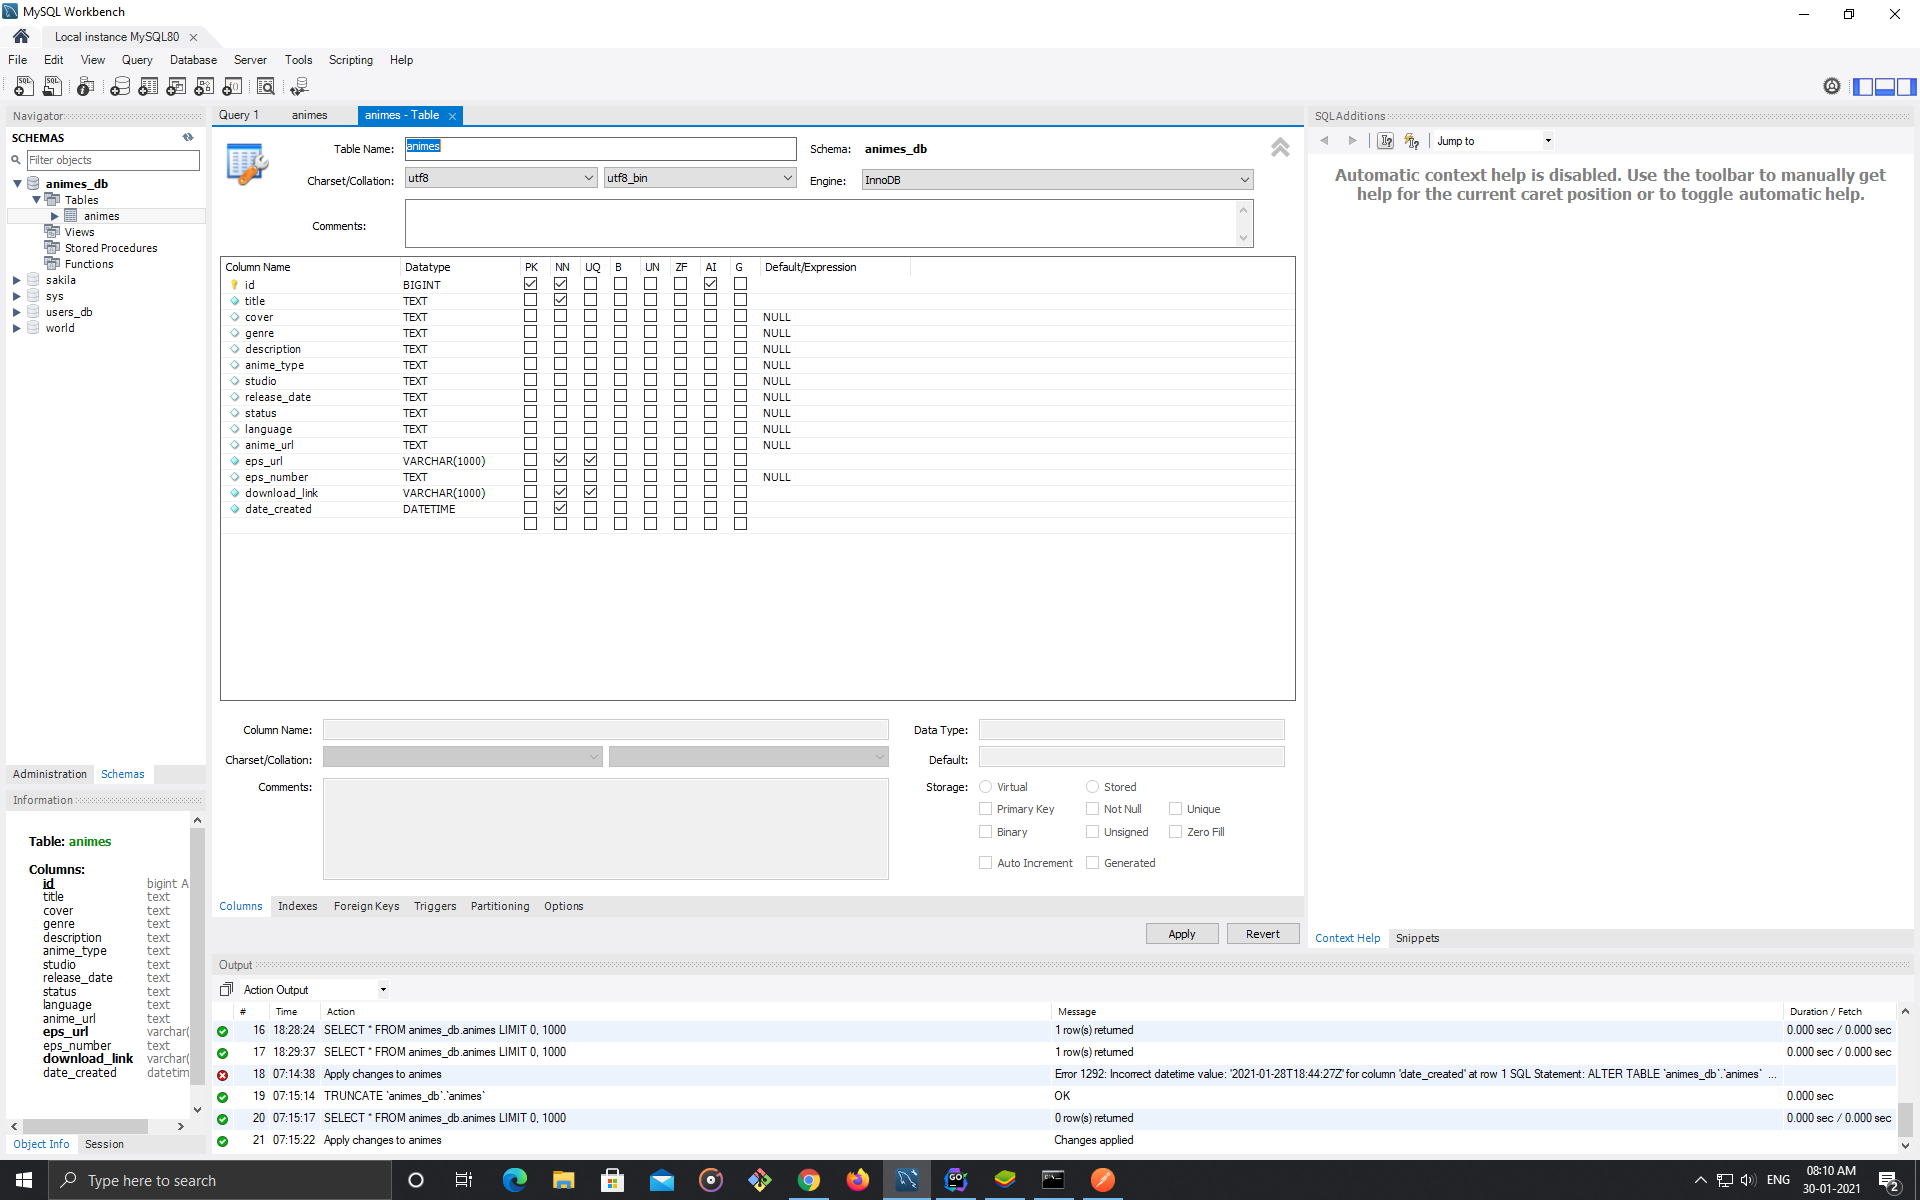 MySQL Workbench
Local instance MySQL80
File Edit View Query Database Server Tools Scripting Help
Navigator
SCHEMAS
Filter objects
animes_db
Tables
animes
Views
Stored Procedures
Functions
sakila
sys
users_db
world
Administration Schemas
Information
Table: animes
Columns:
id bigint A
title text
cover text
genre text
description text
anime_type text
studio text
release_date text
status text
language text
anime_url text
eps_url varchar(
eps_number text
download_link varchar(
date_created datetim
Object Info Session
Query 1 animes animes - Table
Table Name: animes Schema: animes_db
Charset/Collation: utf8 utf8_bin Engine: InnoDB
Comments:
Column Name Datatype PK NN UQ B UN ZF AI G Default/Expression
id BIGINT
title TEXT
cover TEXT NULL
genre TEXT NULL
description TEXT NULL
anime_type TEXT NULL
studio TEXT NULL
release_date TEXT NULL
status TEXT NULL
language TEXT NULL
anime_url TEXT NULL
eps_url VARCHAR(1000)
eps_number TEXT NULL
download_link VARCHAR(1000)
date_created DATETIME
Column Name: Data Type:
Charset/Collation: Default:
Comments: Storage: Virtual Stored
Primary Key Not Null Unique
Binary Unsigned Zero Fill
Auto Increment Generated
Columns Indexes Foreign Keys Triggers Partitioning Options
Apply Revert
SQLAdditions
Jump to
Automatic context help is disabled. Use the toolbar to manually get
help for the current caret position or to toggle automatic help.
Context Help Snippets
Output
Action Output
# Time Action Message Duration / Fetch
16 18:28:24 SELECT * FROM animes_db.animes LIMIT 0, 1000 1 row(s) returned 0.000 sec / 0.000 sec
17 18:29:37 SELECT * FROM animes_db.animes LIMIT 0, 1000 1 row(s) returned 0.000 sec / 0.000 sec
18 07:14:38 Apply changes to animes Error 1292: Incorrect datetime value: '2021-01-28T18:44:27Z' for column 'date_created' at row 1 SQL Statement: ALTER TABLE `animes_db`.`animes` ...
19 07:15:14 TRUNCATE `animes_db`.`animes` OK 0.000 sec
20 07:15:17 SELECT * FROM animes_db.animes LIMIT 0, 1000 0 row(s) returned 0.000 sec / 0.000 sec
21 07:15:22 Apply changes to animes Changes applied
Type here to search
GO
ENG
08:10 AM
30-01-2021
2